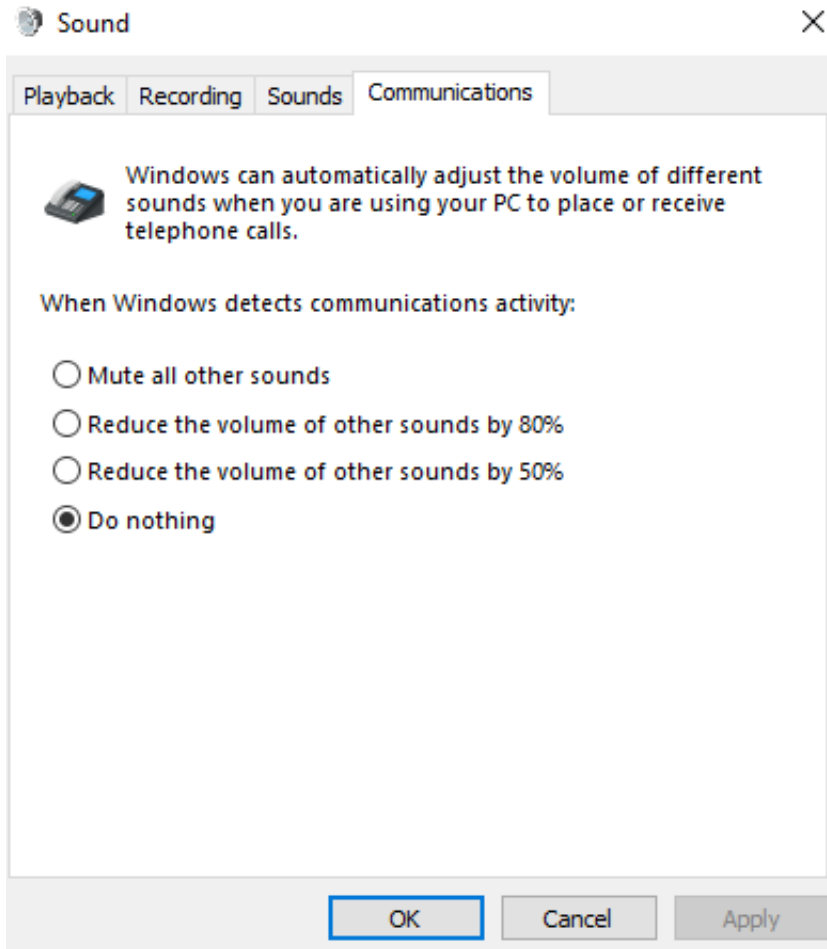 Sound
Playback Recording Sounds Communications
Windows can automatically adjust the volume of different
sounds when you are using your PC to place or receive
telephone calls.
When Windows detects communications activity:
Mute all other sounds
Reduce the volume of other sounds by 80%
Reduce the volume of other sounds by 50%
Do nothing
OK Cancel Apply